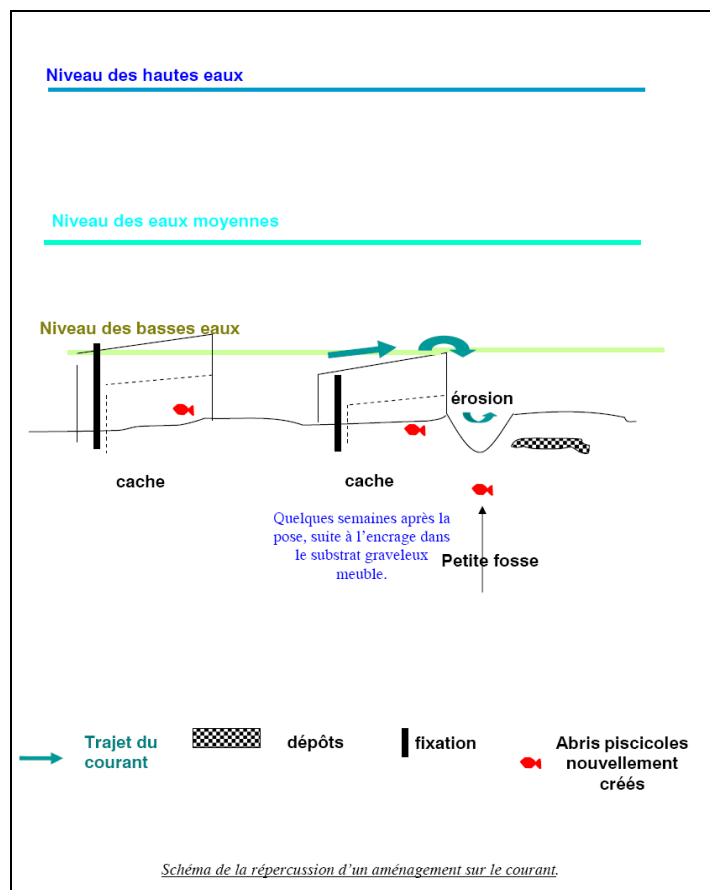 Niveau des hautes eaux
Niveau des eaux moyennes
Niveau des basses eaux
érosion
cache
cache
Quelques semaines après la
pose, suite à l'encrage dans
le substrat graveleux
meuble.
Petite fosse
Trajet du
courant
dépôts
fixation
Abris piscicoles
nouvellement
créés
Schéma de la répercussion d'un aménagement sur le courant.